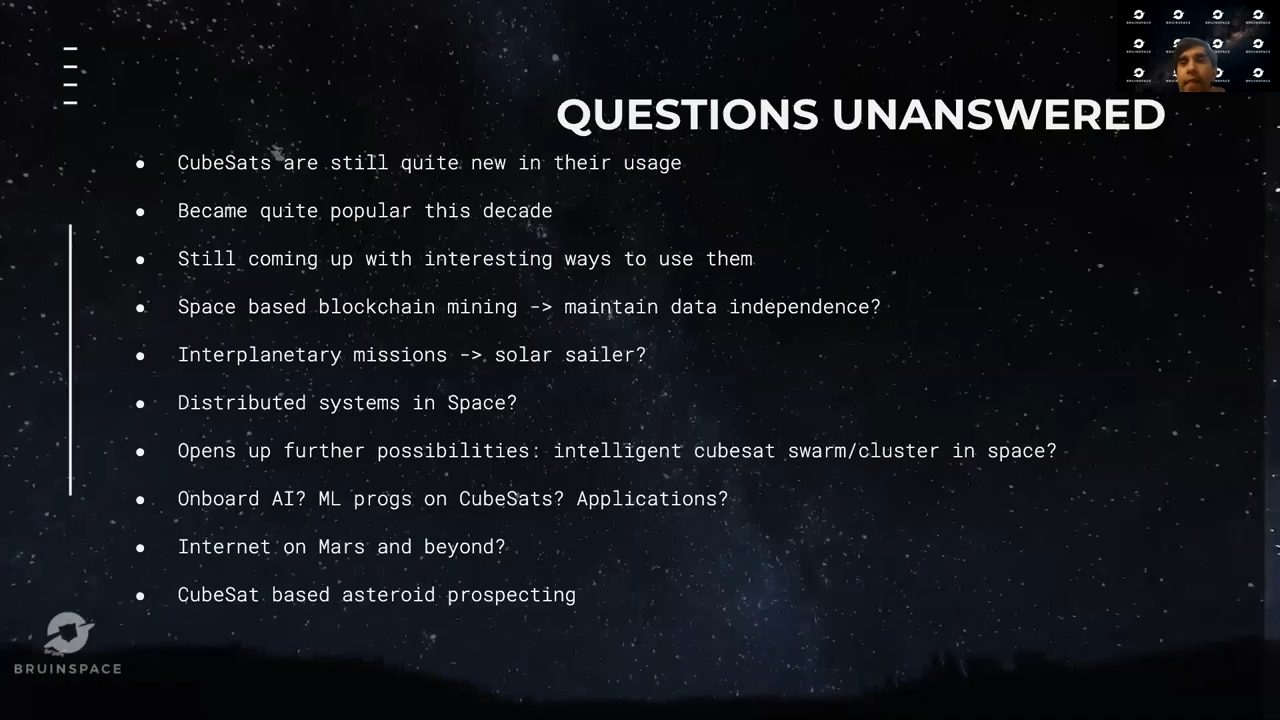 QUESTIONS UNANSWERED
● CubeSats are still quite new in their usage
● Became quite popular this decade
● Still coming up with interesting ways to use them
● Space based blockchain mining -> maintain data independence?
● Interplanetary missions -> solar sailer?
● Distributed systems in Space?
● Opens up further possibilities: intelligent cubesat swarm/cluster in space?
● Onboard AI? ML progs on CubeSats? Applications?
● Internet on Mars and beyond?
● CubeSat based asteroid prospecting
BRUINSPACE